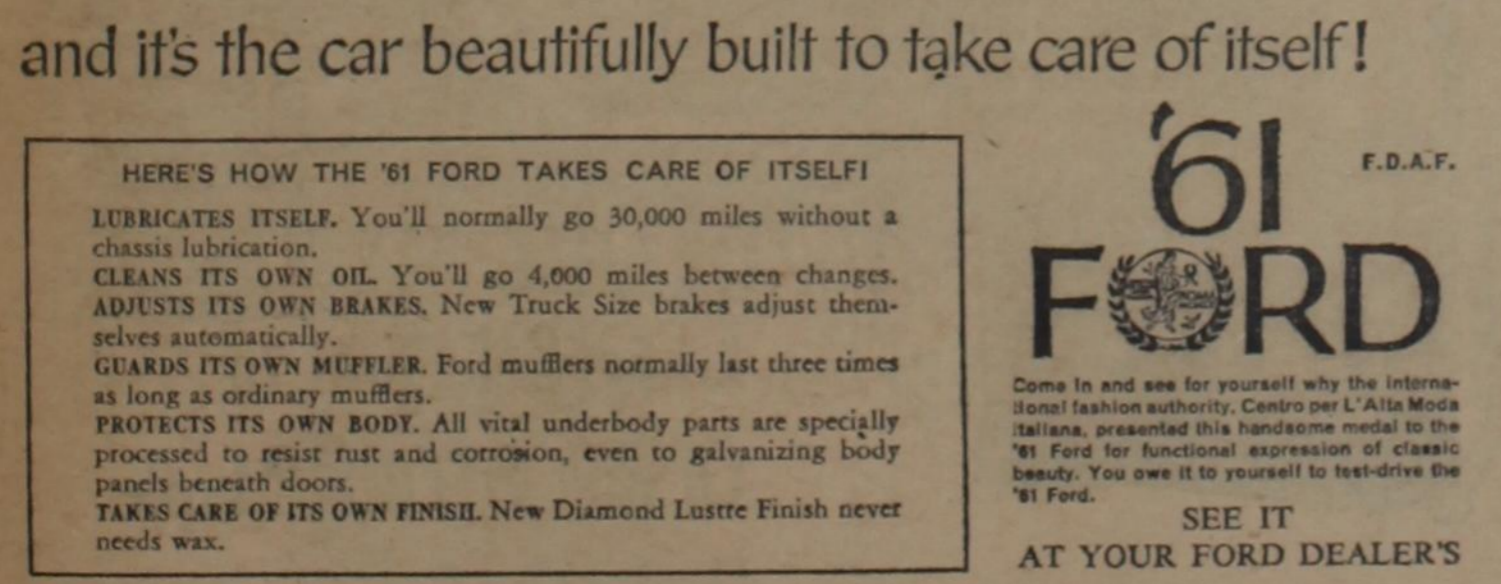 and it's the car beautifully built to take care of itself!
HERE'S HOW THE '61 FORD TAKES CARE OF ITSELF!
LUBRICATES ITSELF. You'll normally go 30,000 miles without a
chassis lubrication.
CLEANS ITS OWN OIL. You'll go 4,000 miles between changes.
ADJUSTS ITS OWN BRAKES. New Truck Size brakes adjust them-
selves automatically.
GUARDS ITS OWN MUFFLER. Ford mufflers normally last three times
as long as ordinary mufflers.
PROTECTS ITS OWN BODY. All vital underbody parts are specially
processed to resist rust and corrosion, even to galvanizing body
panels beneath doors.
TAKES CARE OF ITS OWN FINISH. New Diamond Lustre Finish never
needs wax.
'61
F.D.A.F.
FORD
Come in and see for yourself why the interna-
tional fashion authority, Centro per L'Alta Moda
Italiana, presented this handsome medal to the
'61 Ford for functional expression of classic
beauty. You owe it to yourself to test-drive the
'61 Ford.
SEE IT
AT YOUR FORD DEALER'S